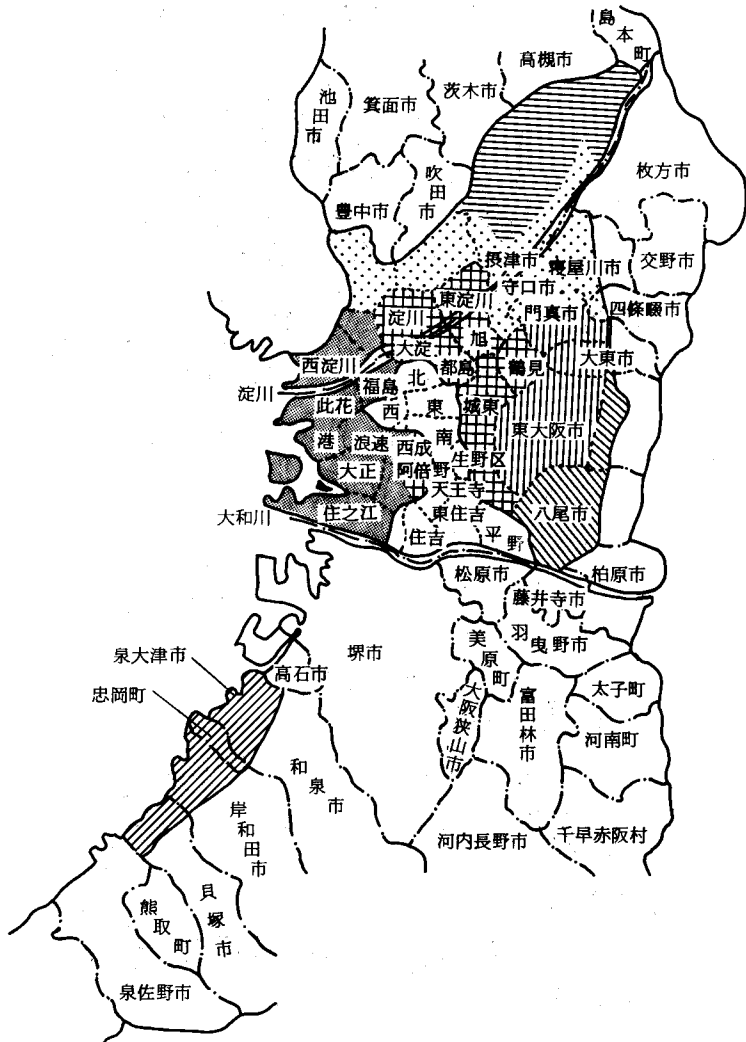 島本町
高槻市
茨木市
箕面市
池田市
吹田市
豊中市
枚方市
交野市
摂津市
寝屋川市
守口市
東淀川
淀川
門真市
四條畷市
旭
大淀
都島
鶴見
大東市
西淀川
福島
北
淀川
此花
西
東
城東
東大阪市
港
浪速
西成
南
阿倍野
生野区
大正
天王寺
東住吉
八尾市
大和川
住之江
住吉
平野
松原市
柏原市
藤井寺市
羽曳野市
美原町
堺市
泉大津市
高石市
忠岡町
大阪狭山市
富田林市
太子町
河南町
和泉市
岸和田市
河内長野市
千早赤阪村
貝塚市
熊取町
泉佐野市